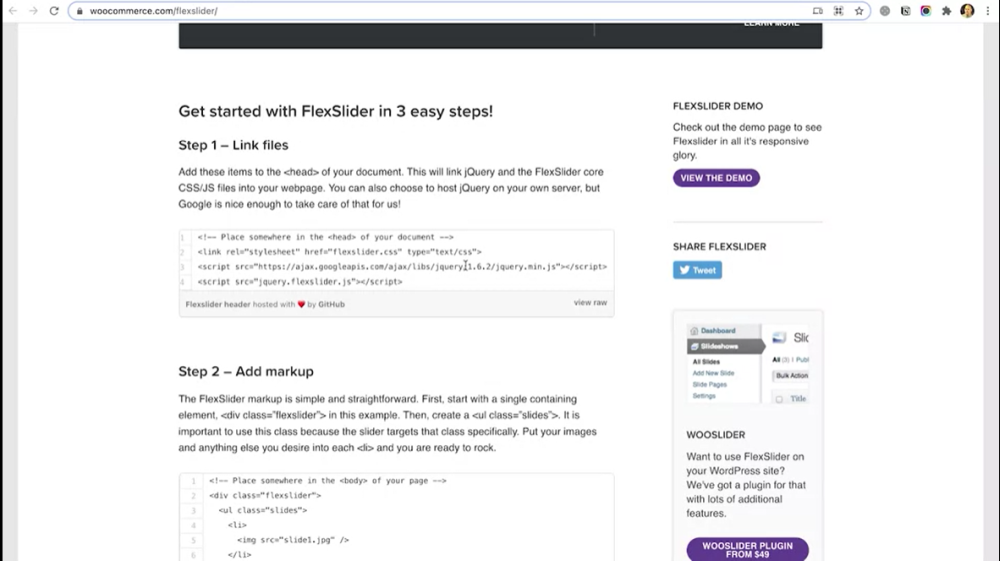 woocommerce.com/flexslider/
LEARN MORE
Get started with FlexSlider in 3 easy steps!
Step 1 – Link files
Add these items to the <head> of your document. This will link jQuery and the FlexSlider core
CSS/JS files into your webpage. You can also choose to host jQuery on your own server, but
Google is nice enough to take care of that for us!
1 <!-- Place somewhere in the <head> of your document -->
2 <link rel="stylesheet" href="flexslider.css" type="text/css">
3 <script src="https://ajax.googleapis.com/ajax/libs/jquery/1.6.2/jquery.min.js"></script>
4 <script src="jquery.flexslider.js"></script>
Flexslider header hosted with ❤ by GitHub
view raw
Step 2 – Add markup
The FlexSlider markup is simple and straightforward. First, start with a single containing
element, <div class="flexslider"> in this example. Then, create a <ul class="slides">. It is
important to use this class because the slider targets that class specifically. Put your images
and anything else you desire into each <li> and you are ready to rock.
1 <!-- Place somewhere in the <body> of your page -->
2 <div class="flexslider">
3 <ul class="slides">
4 <li>
5 <img src="slide1.jpg" />
6 </li>
FLEXSLIDER DEMO
Check out the demo page to see
Flexslider in all it's responsive
glory.
VIEW THE DEMO
SHARE FLEXSLIDER
Tweet
Dashboard
Slideshows
All Slides
Add New Slide
Slide Pages
Settings
Slid
All (3) | Publ
Bulk Action
Title
WOOSLIDER
Want to use FlexSlider on
your WordPress site?
We've got a plugin for that
with lots of additional
features.
WOOSLIDER PLUGIN
FROM $49